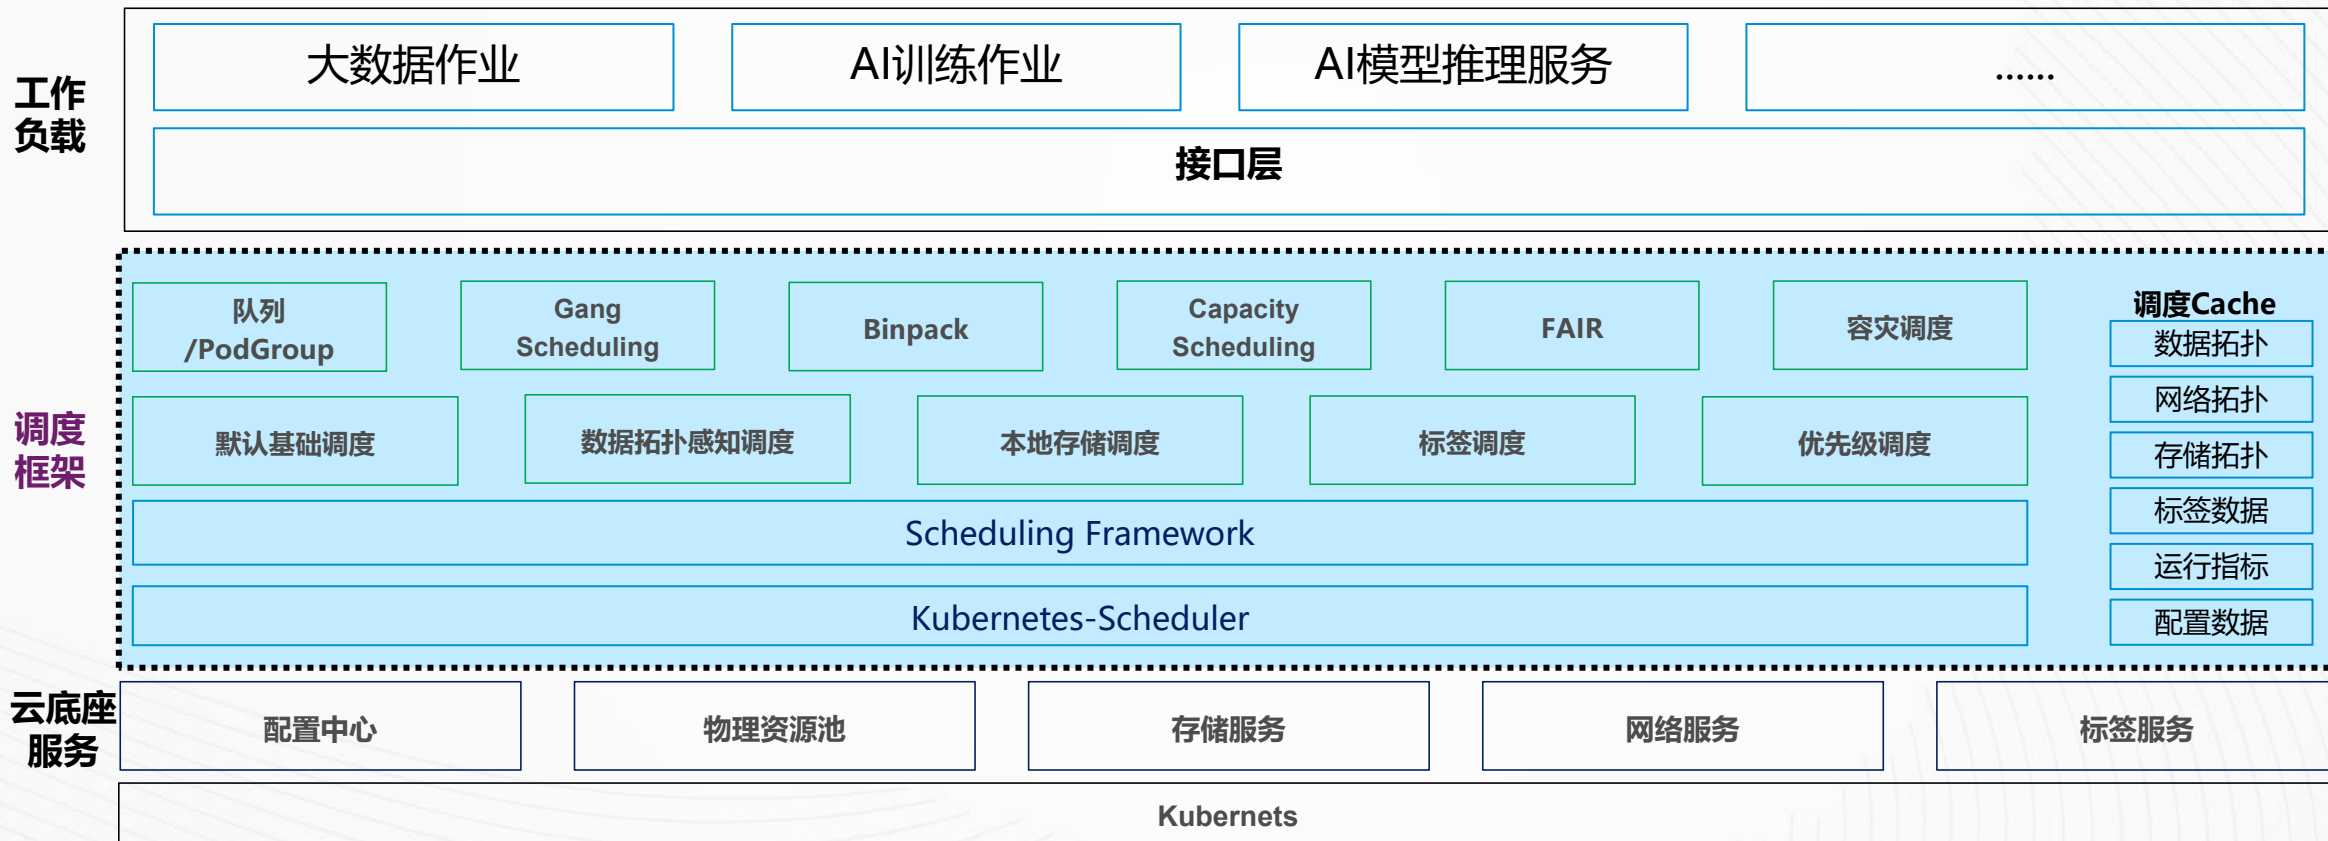 工作
负载
大数据作业
AI训练作业
AI模型推理服务
......
接口层
调度
框架
队列
/PodGroup
Gang
Scheduling
Binpack
Capacity
Scheduling
FAIR
容灾调度
默认基础调度
数据拓扑感知调度
本地存储调度
标签调度
优先级调度
Scheduling Framework
Kubernetes-Scheduler
调度Cache
数据拓扑
网络拓扑
存储拓扑
标签数据
运行指标
配置数据
云底座
服务
配置中心
物理资源池
存储服务
网络服务
标签服务
Kubernets